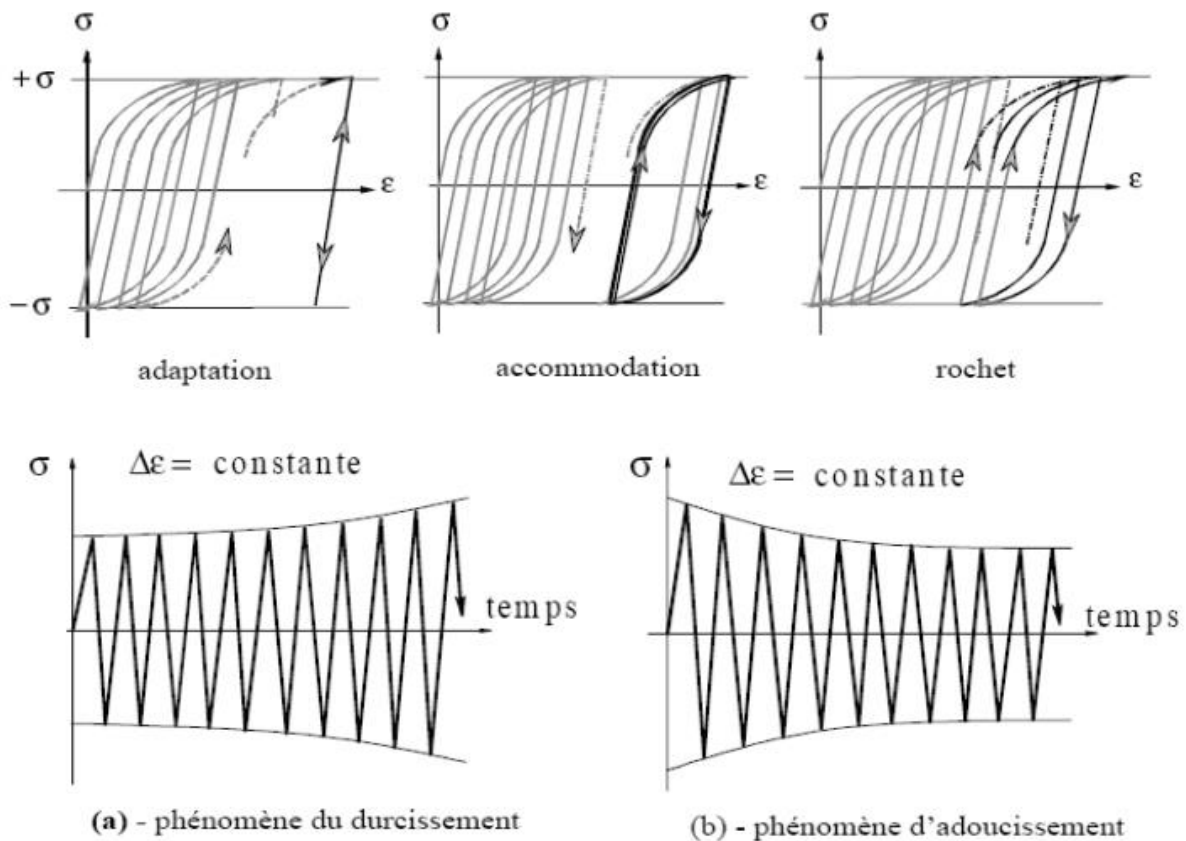 σ
+σ
ε
−σ
adaptation
σ
ε
accommodation
σ
ε
rochet
σ
Δε = constante
temps
(a) - phénomène du durcissement
σ
Δε = constante
temps
(b) - phénomène d'adoucissement